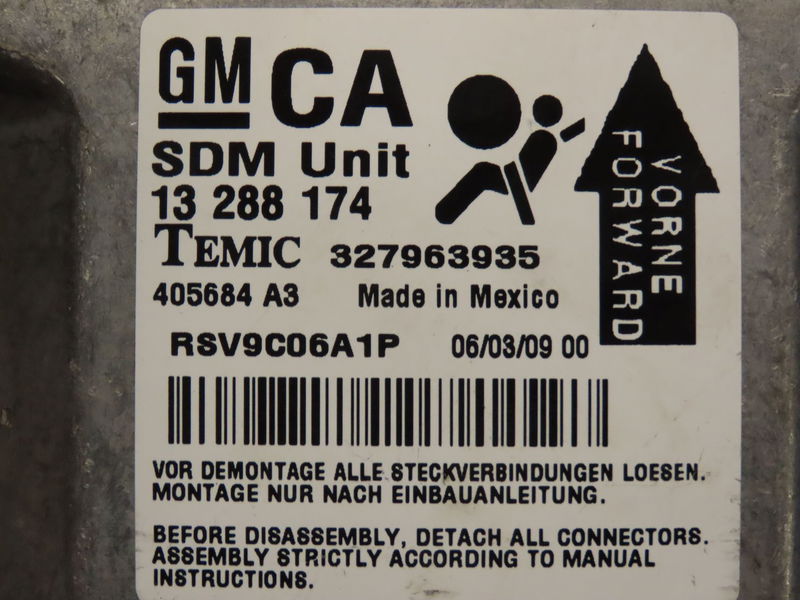 GM CA
SDM Unit
13 288 174
TEMIC 327963935
405684 A3 Made in Mexico
RSV9C06A1P 06/03/09 00
VORNE
FORWARD
VOR DEMONTAGE ALLE STECKVERBINDUNGEN LOESEN.
MONTAGE NUR NACH EINBAUANLEITUNG.
BEFORE DISASSEMBLY, DETACH ALL CONNECTORS.
ASSEMBLY STRICTLY ACCORDING TO MANUAL
INSTRUCTIONS.